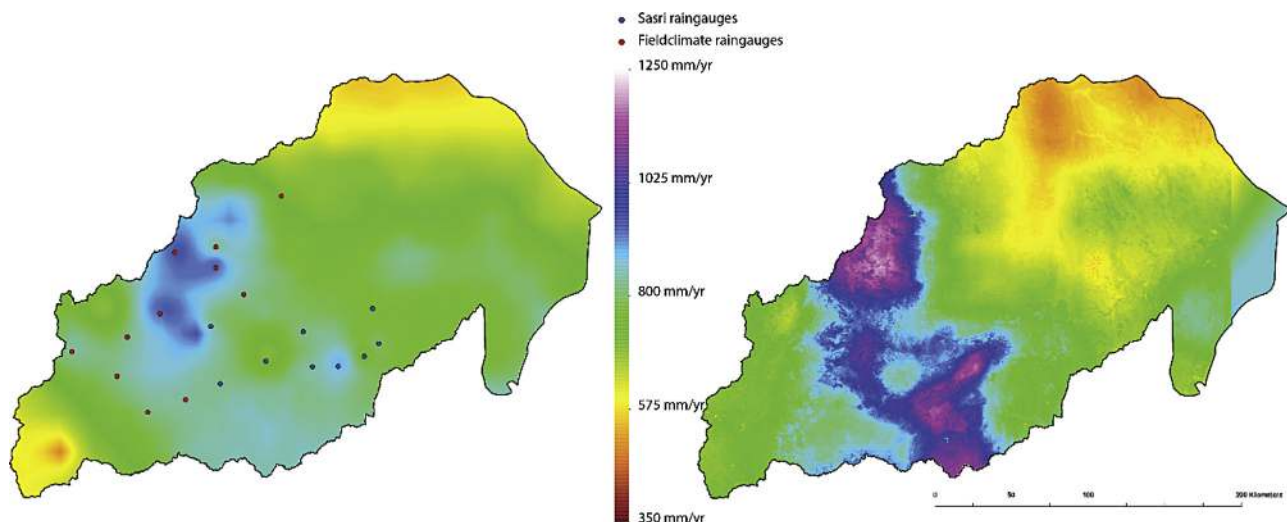 Sasri raingauges
Fieldclimate raingauges
1250 mm/yr
1025 mm/yr
800 mm/yr
575 mm/yr
350 mm/yr
0 50 100 200 Kilometers